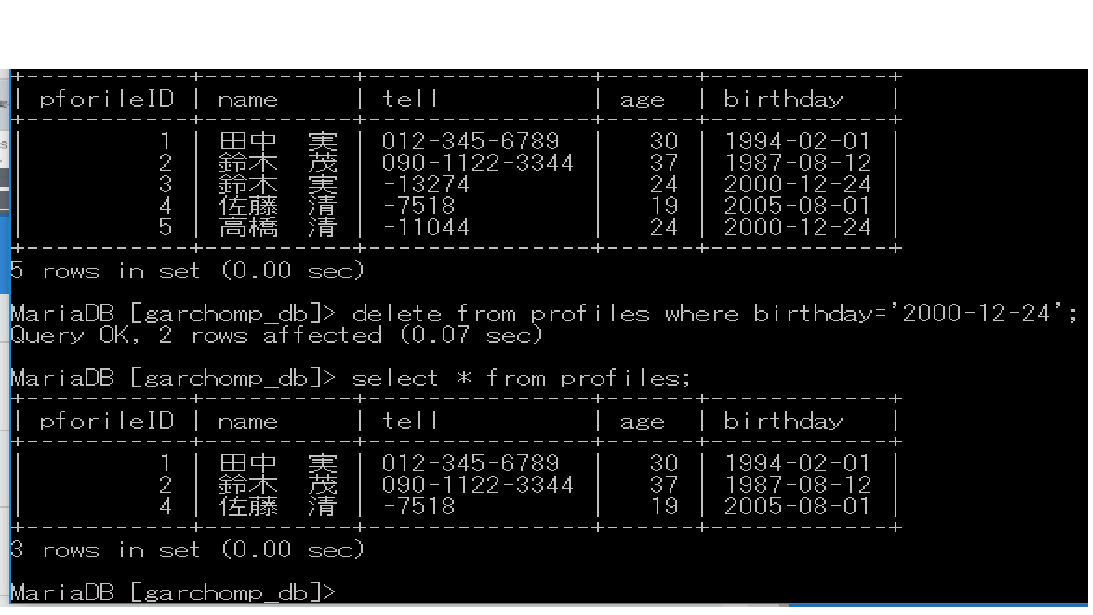 | pforileID | name | tell | age | birthday |
| 1 | 田中 実 | 012-345-6789 | 30 | 1994-02-01 |
| 2 | 鈴木 茂 | 090-1122-3344 | 37 | 1987-08-12 |
| 3 | 鈴木 実 | -13274 | 24 | 2000-12-24 |
| 4 | 佐藤 清 | -7518 | 19 | 2005-08-01 |
| 5 | 高橋 清 | -11044 | 24 | 2000-12-24 |
5 rows in set (0.00 sec)
MariaDB [garchomp_db]> delete from profiles where birthday='2000-12-24';
Query OK, 2 rows affected (0.07 sec)
MariaDB [garchomp_db]> select * from profiles;
| pforileID | name | tell | age | birthday |
| 1 | 田中 実 | 012-345-6789 | 30 | 1994-02-01 |
| 2 | 鈴木 茂 | 090-1122-3344 | 37 | 1987-08-12 |
| 4 | 佐藤 清 | -7518 | 19 | 2005-08-01 |
3 rows in set (0.00 sec)
MariaDB [garchomp_db]>